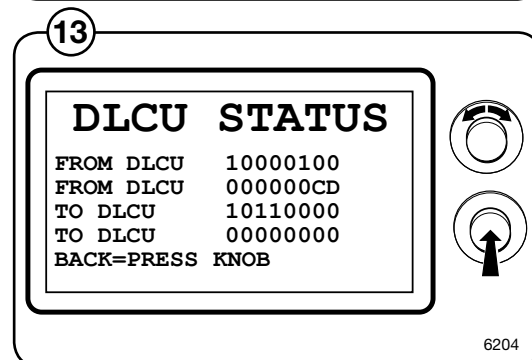 13
DLCU STATUS
FROM DLCU 10000100
FROM DLCU 000000CD
TO DLCU 10110000
TO DLCU 00000000
BACK=PRESS KNOB
6204